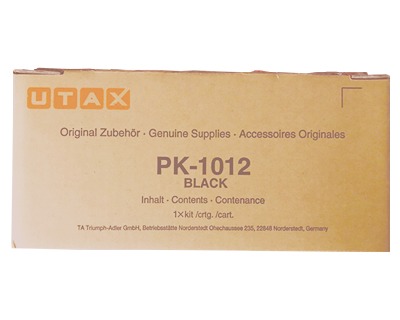 UTAX
Original Zubehör · Genuine Supplies · Accessoires Originales
PK-1012
BLACK
Inhalt · Contents · Contenance
1×kit /crtg. /cart.
TA Triumph-Adler GmbH, Betriebsstätte Norderstedt Ohechaussee 235, 22848 Norderstedt, Germany